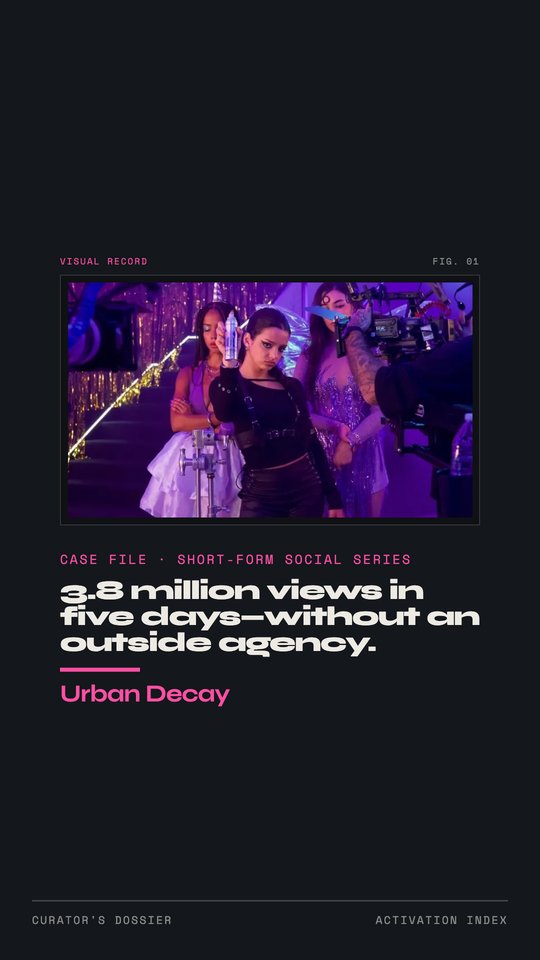 VISUAL RECORD
FIG. 01
CASE FILE · SHORT-FORM SOCIAL SERIES
3.8 million views in
five days—without an
outside agency.
Urban Decay
CURATOR'S DOSSIER
ACTIVATION INDEX